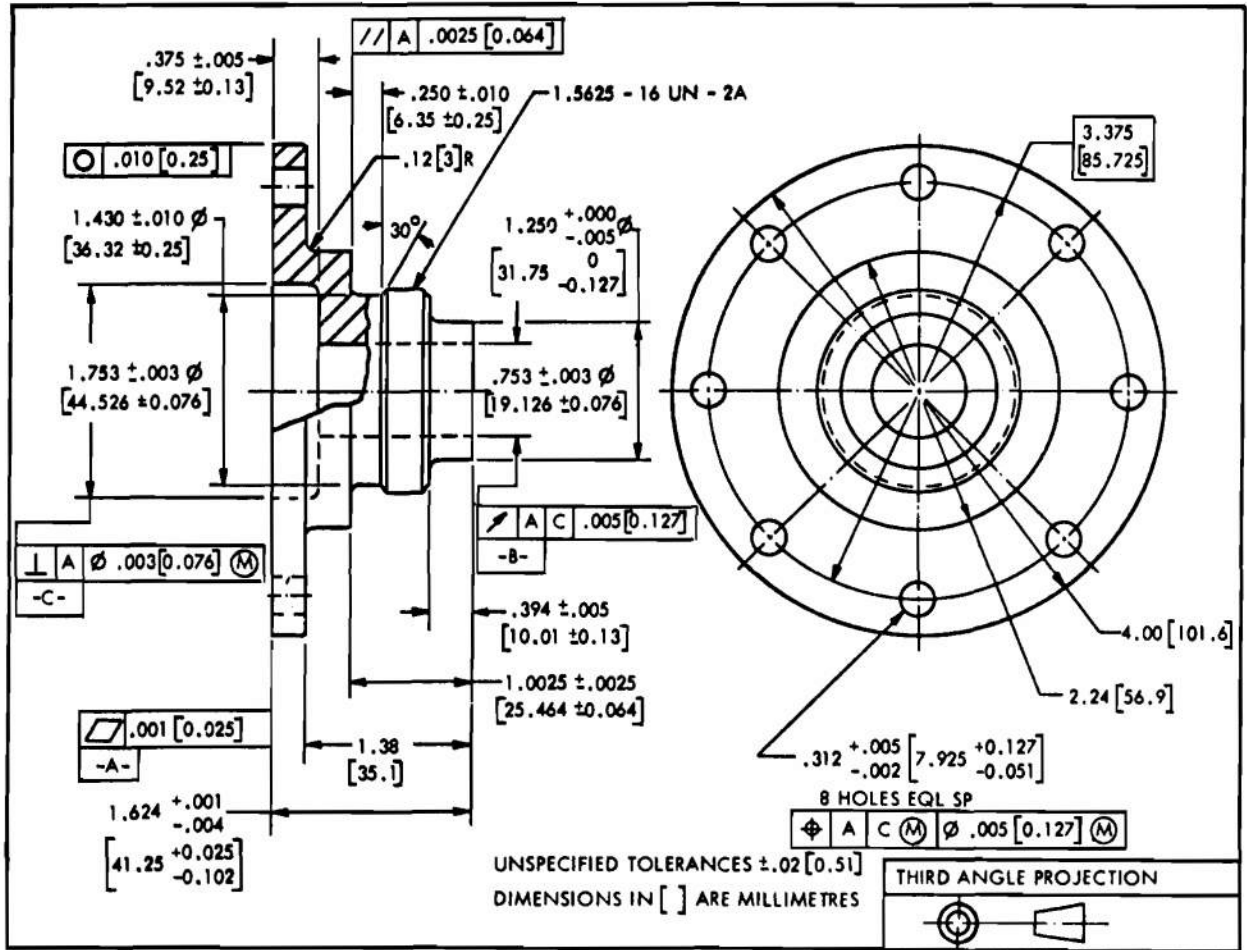 // A .0025 [0.064]
.375 ±.005
[9.52 ±0.13]
.250 ±.010
[6.35 ±0.25]
1.5625 - 16 UN - 2A
.12[3]R
○ .010 [0.25]
1.430 ±.010 Ø
[36.32 ±0.25]
30°
1.250 +.000 -.005 Ø
[31.75 0 -0.127]
1.753 ±.003 Ø
[44.526 ±0.076]
.753 ±.003 Ø
[19.126 ±0.076]
3.375
[85.725]
⊥ A Ø .003[0.076] Ⓜ
-C-
↗ A C .005[0.127]
-B-
.394 ±.005
[10.01 ±0.13]
1.0025 ±.0025
[25.464 ±0.064]
⏥ .001 [0.025]
-A-
1.38
[35.1]
1.624 +.001 -.004
[41.25 +0.025 -0.102]
4.00 [101.6]
2.24 [56.9]
.312 +.005 -.002 [7.925 +0.127 -0.051]
8 HOLES EQL SP
⌖ A C Ⓜ Ø .005 [0.127] Ⓜ
UNSPECIFIED TOLERANCES ±.02 [0.51]
DIMENSIONS IN [ ] ARE MILLIMETRES
THIRD ANGLE PROJECTION